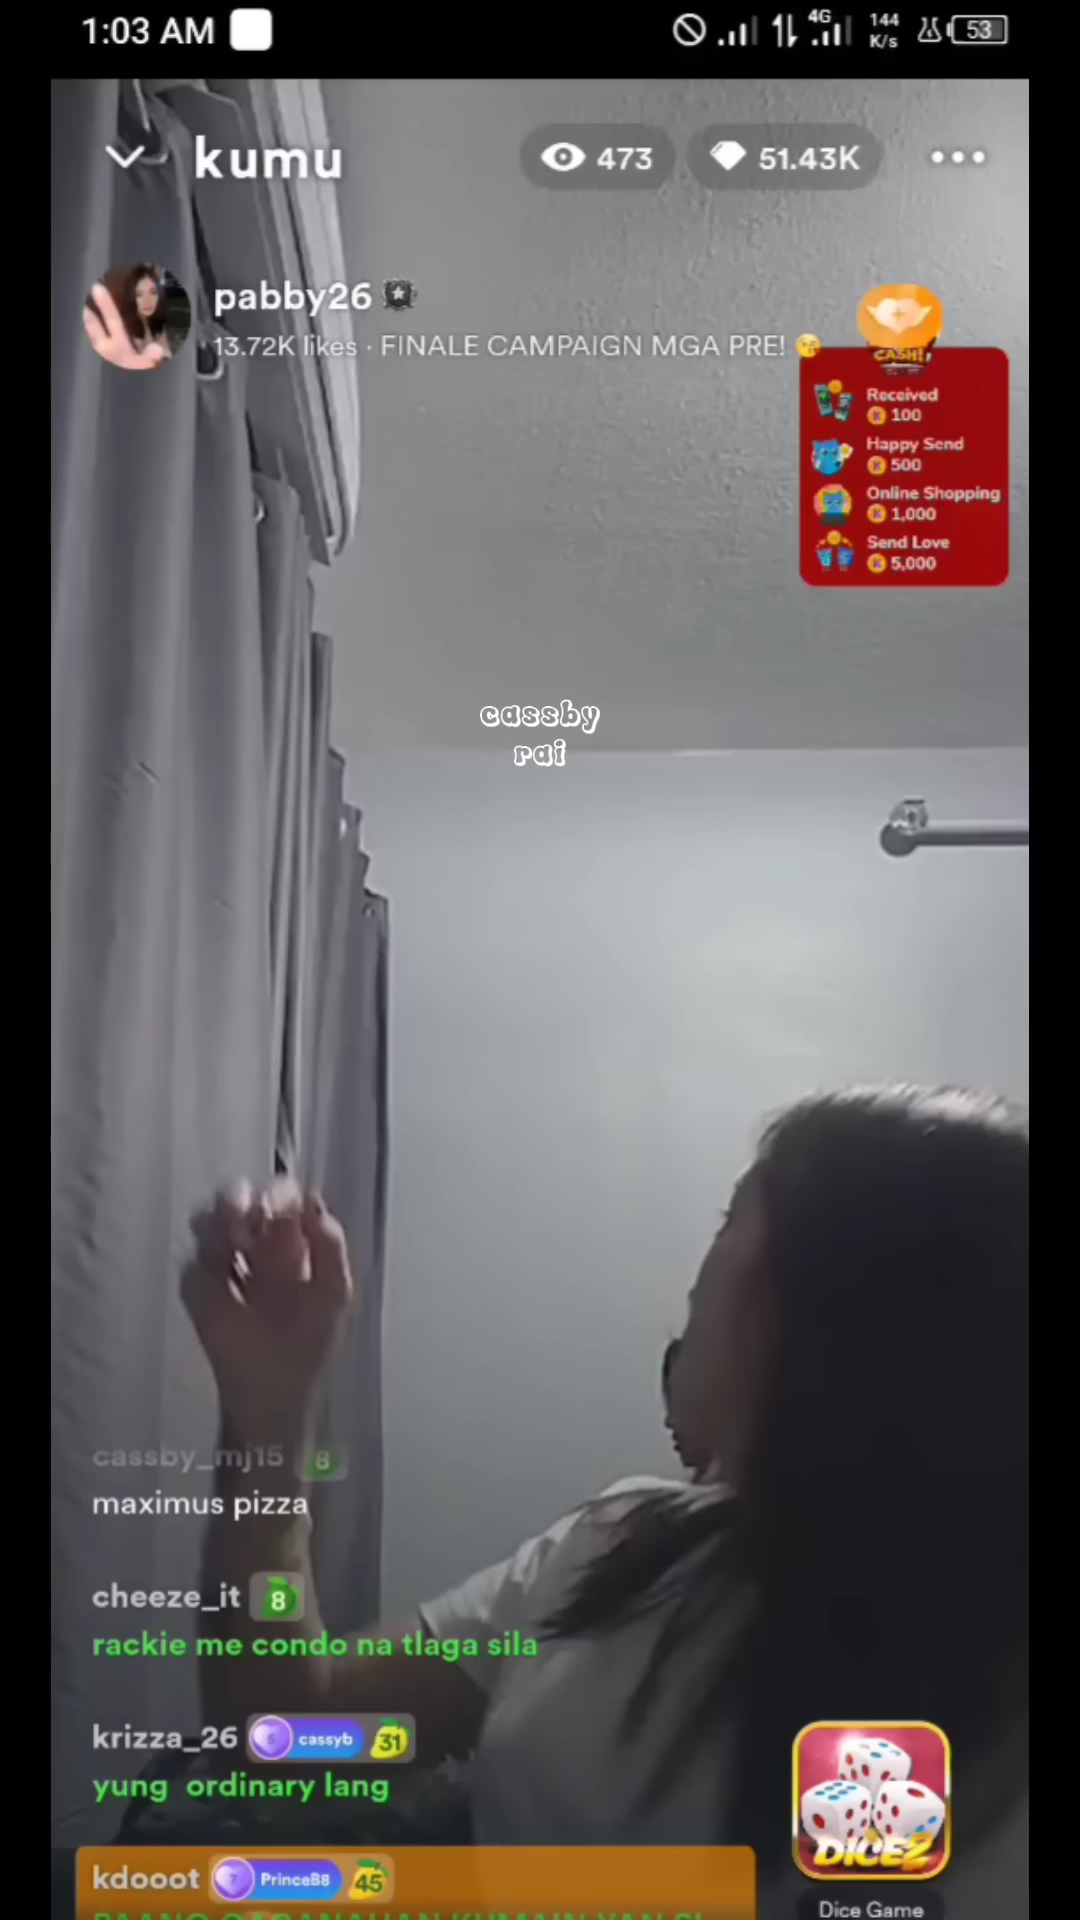 1:03 AM
4G
144
K/s
53
kumu
473
51.43K
pabby26
13.72K likes · FINALE CAMPAIGN MGA PRE! 😘
CASH!
Received
100
Happy Send
500
Online Shopping
1,000
Send Love
5,000
cassby
rai
cassby_mj15 8
maximus pizza
cheeze_it 8
rackie me condo na tlaga sila
krizza_26 5 cassyb 31
yung ordinary lang
kdooot 7 PrinceB8 45
DICE2
Dice Game